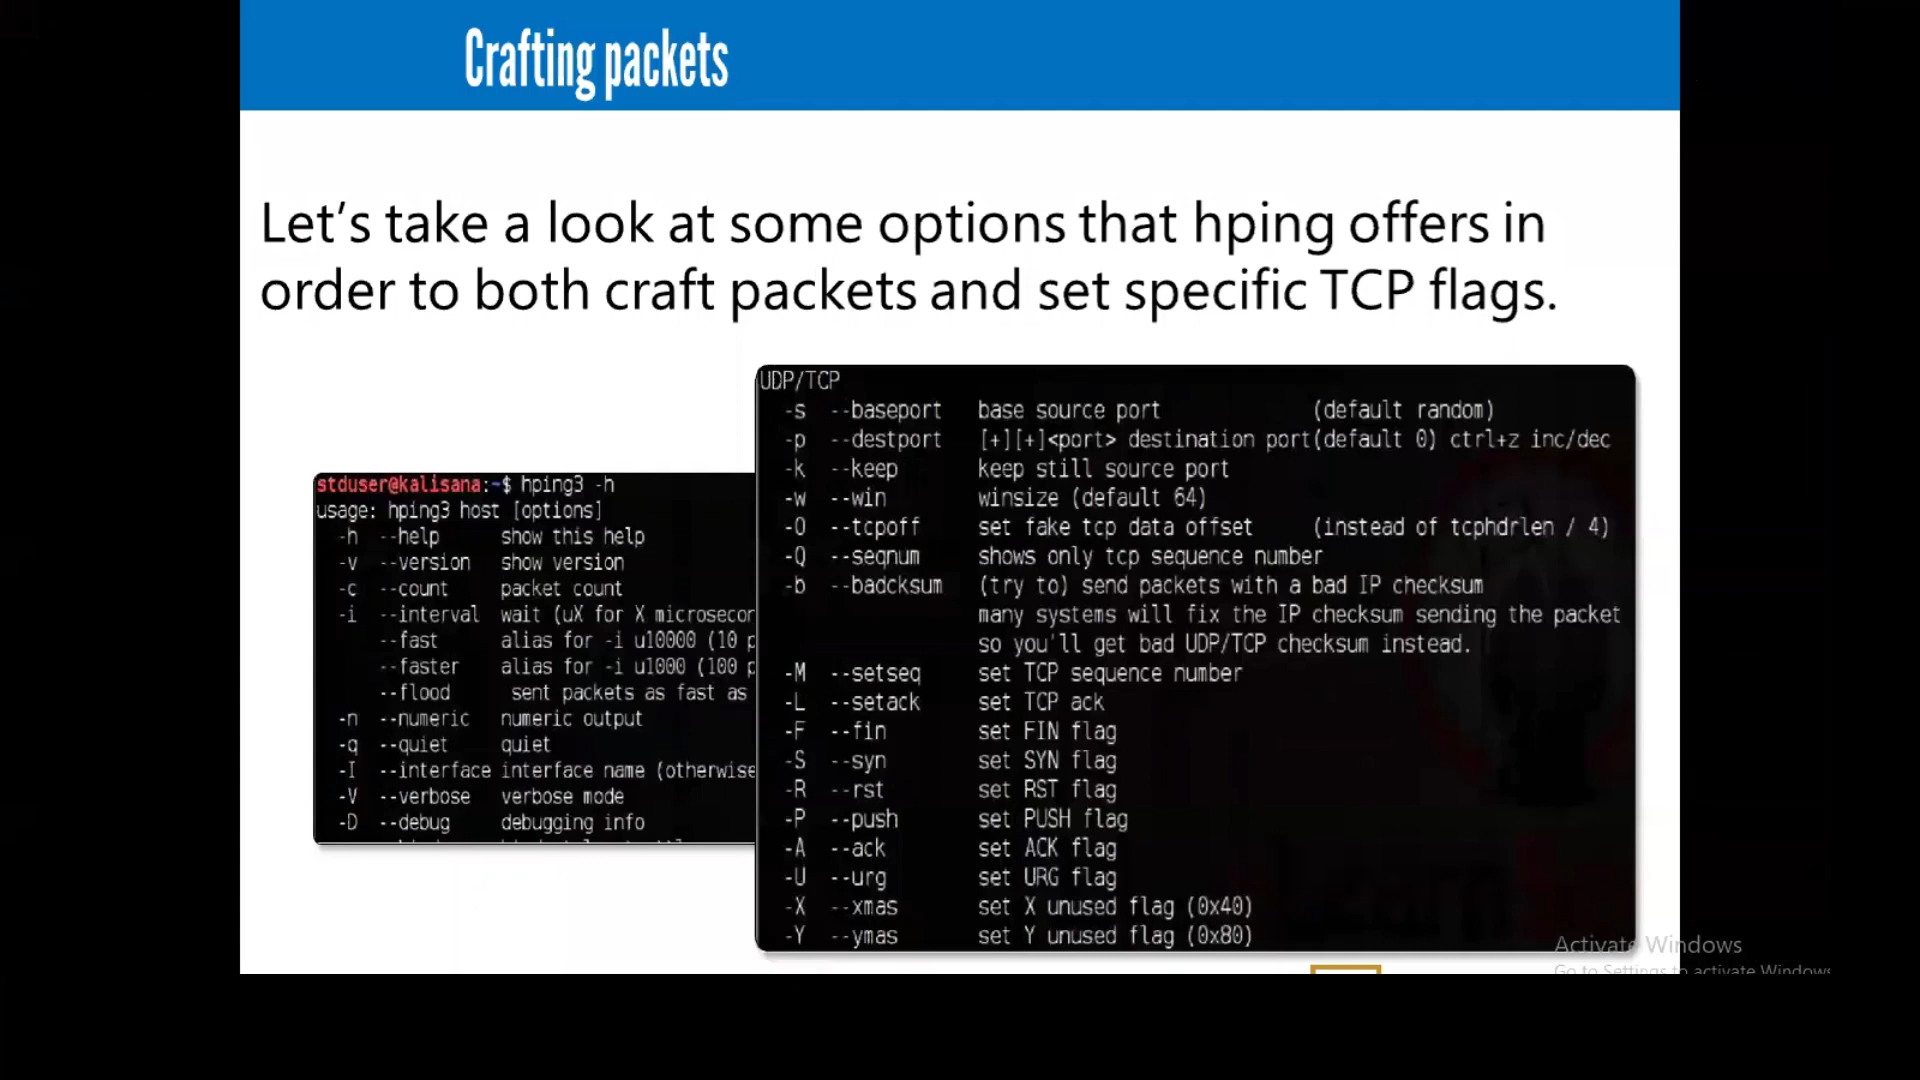 Crafting packets
Let’s take a look at some options that hping offers in
order to both craft packets and set specific TCP flags.
stduser@kalisana:~$ hping3 -h
usage: hping3 host [options]
-h --help show this help
-v --version show version
-c --count packet count
-i --interval wait (uX for X microsecon
--fast alias for -i u10000 (10 p
--faster alias for -i u1000 (100 p
--flood sent packets as fast as
-n --numeric numeric output
-q --quiet quiet
-I --interface interface name (otherwise
-V --verbose verbose mode
-D --debug debugging info
UDP/TCP
-s --baseport base source port (default random)
-p --destport [+][+]<port> destination port(default 0) ctrl+z inc/dec
-k --keep keep still source port
-w --win winsize (default 64)
-O --tcpoff set fake tcp data offset (instead of tcphdrlen / 4)
-Q --seqnum shows only tcp sequence number
-b --badcksum (try to) send packets with a bad IP checksum
many systems will fix the IP checksum sending the packet
so you'll get bad UDP/TCP checksum instead.
-M --setseq set TCP sequence number
-L --setack set TCP ack
-F --fin set FIN flag
-S --syn set SYN flag
-R --rst set RST flag
-P --push set PUSH flag
-A --ack set ACK flag
-U --urg set URG flag
-X --xmas set X unused flag (0x40)
-Y --ymas set Y unused flag (0x80)
Activate Windows
Go to Settings to activate Windows